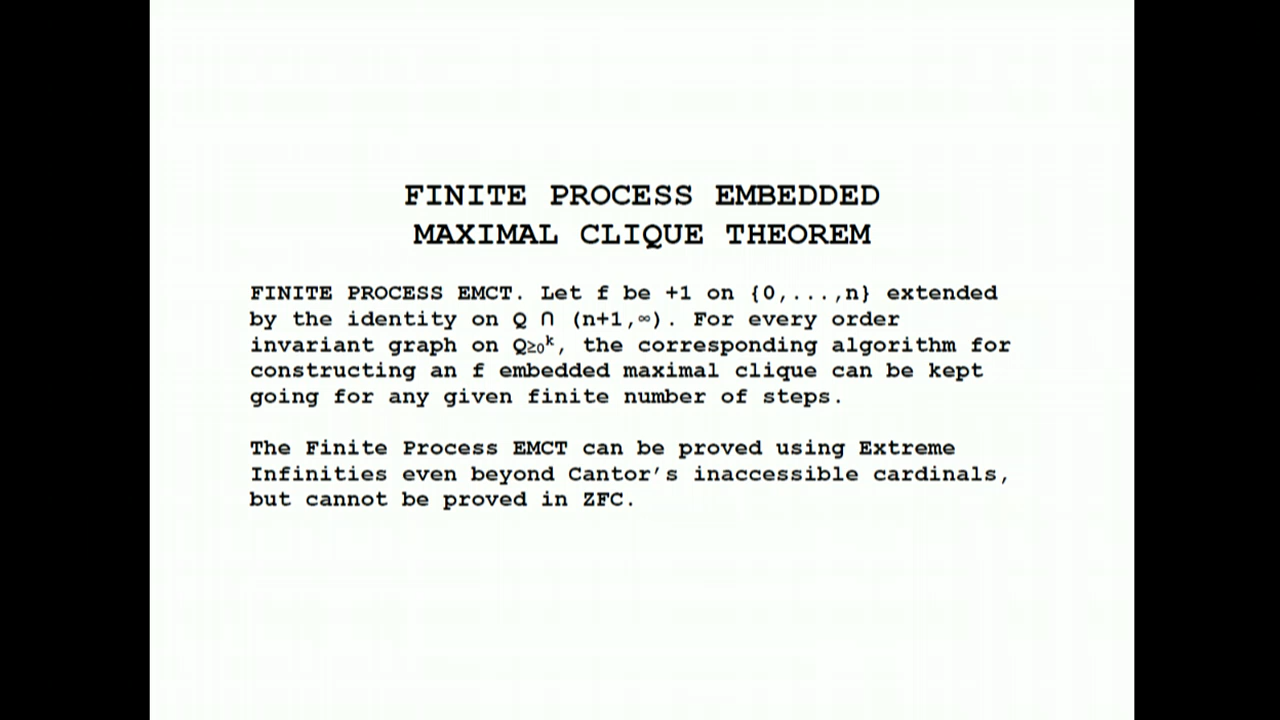 FINITE PROCESS EMBEDDED
MAXIMAL CLIQUE THEOREM
FINITE PROCESS EMCT. Let f be +1 on {0,...,n} extended
by the identity on Q ∩ (n+1,∞). For every order
invariant graph on Q≥₀ᵏ, the corresponding algorithm for
constructing an f embedded maximal clique can be kept
going for any given finite number of steps.
The Finite Process EMCT can be proved using Extreme
Infinities even beyond Cantor's inaccessible cardinals,
but cannot be proved in ZFC.